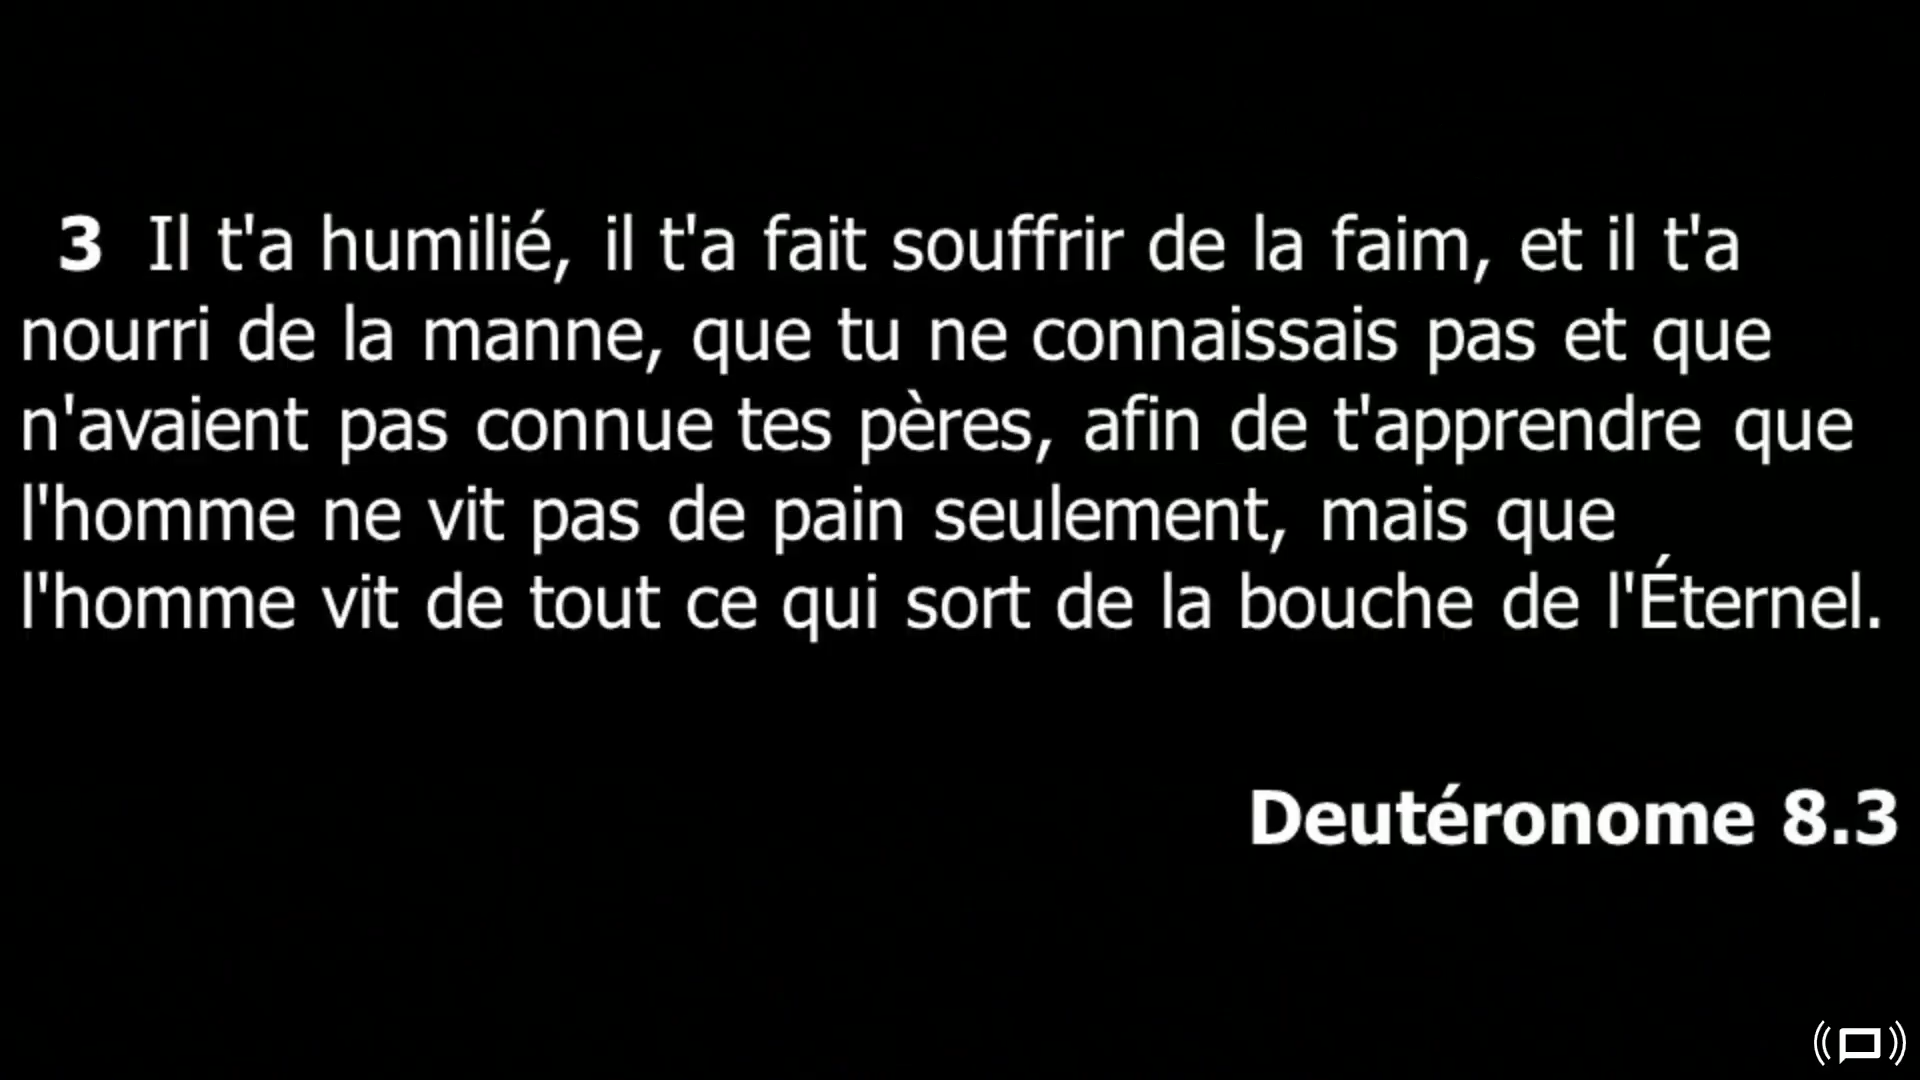 3 Il t'a humilié, il t'a fait souffrir de la faim, et il t'a
nourri de la manne, que tu ne connaissais pas et que
n'avaient pas connue tes pères, afin de t'apprendre que
l'homme ne vit pas de pain seulement, mais que
l'homme vit de tout ce qui sort de la bouche de l'Éternel.
Deutéronome 8.3